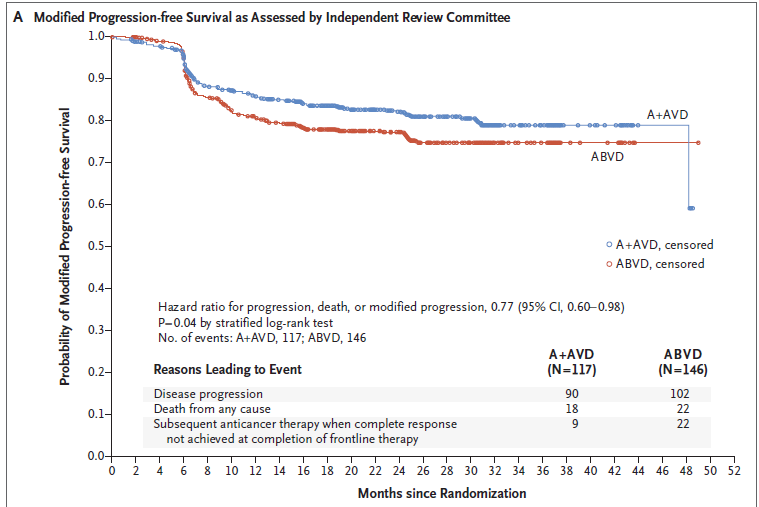 A Modified Progression-free Survival as Assessed by Independent Review Committee
Probability of Modified Progression-free Survival
1.0
0.9
0.8
0.7
0.6
0.5
0.4
0.3
0.2
0.1
0.0
A+AVD
ABVD
A+AVD, censored
ABVD, censored
Hazard ratio for progression, death, or modified progression, 0.77 (95% CI, 0.60–0.98)
P=0.04 by stratified log-rank test
No. of events: A+AVD, 117; ABVD, 146
Reasons Leading to Event
A+AVD (N=117)
ABVD (N=146)
Disease progression 90 102
Death from any cause 18 22
Subsequent anticancer therapy when complete response 9 22
not achieved at completion of frontline therapy
0 2 4 6 8 10 12 14 16 18 20 22 24 26 28 30 32 34 36 38 40 42 44 46 48 50 52
Months since Randomization